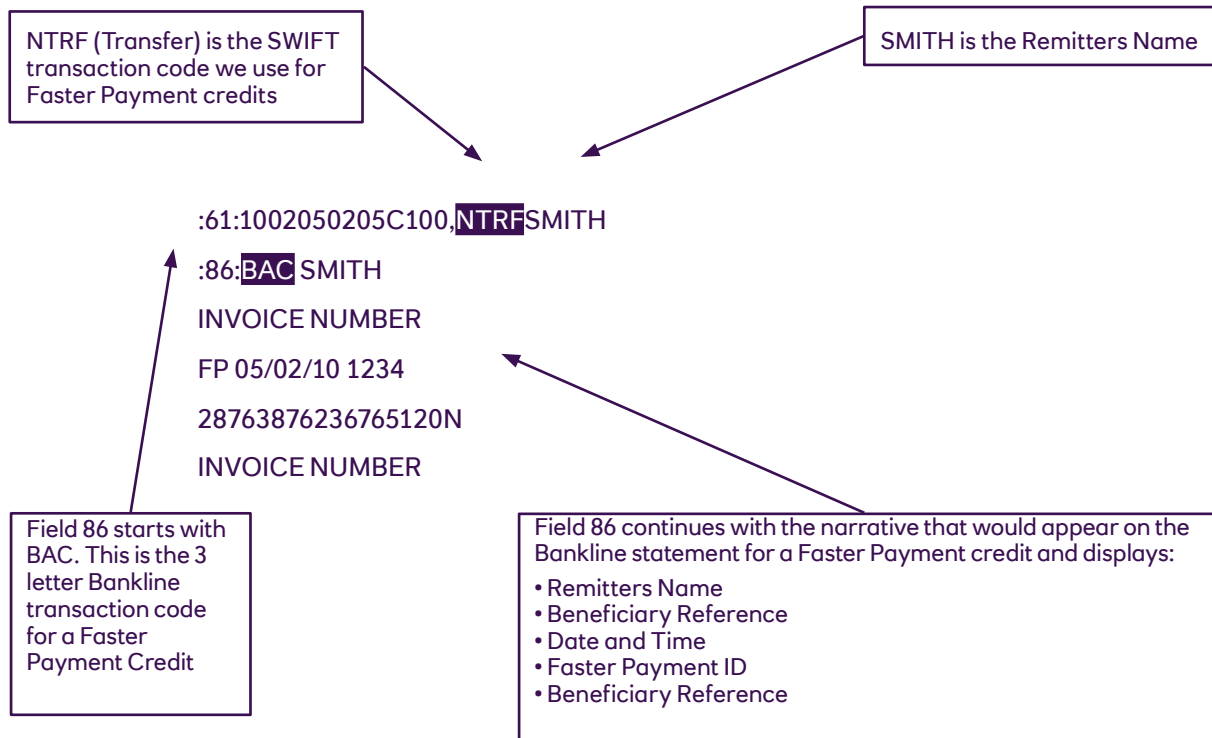 NTRF (Transfer) is the SWIFT
transaction code we use for
Faster Payment credits
SMITH is the Remitters Name
:61:1002050205C100,NTRFSMITH
:86:BAC SMITH
INVOICE NUMBER
FP 05/02/10 1234
28763876236765120N
INVOICE NUMBER
Field 86 starts with
BAC. This is the 3
letter Bankline
transaction code
for a Faster
Payment Credit
Field 86 continues with the narrative that would appear on the
Bankline statement for a Faster Payment credit and displays:
• Remitters Name
• Beneficiary Reference
• Date and Time
• Faster Payment ID
• Beneficiary Reference